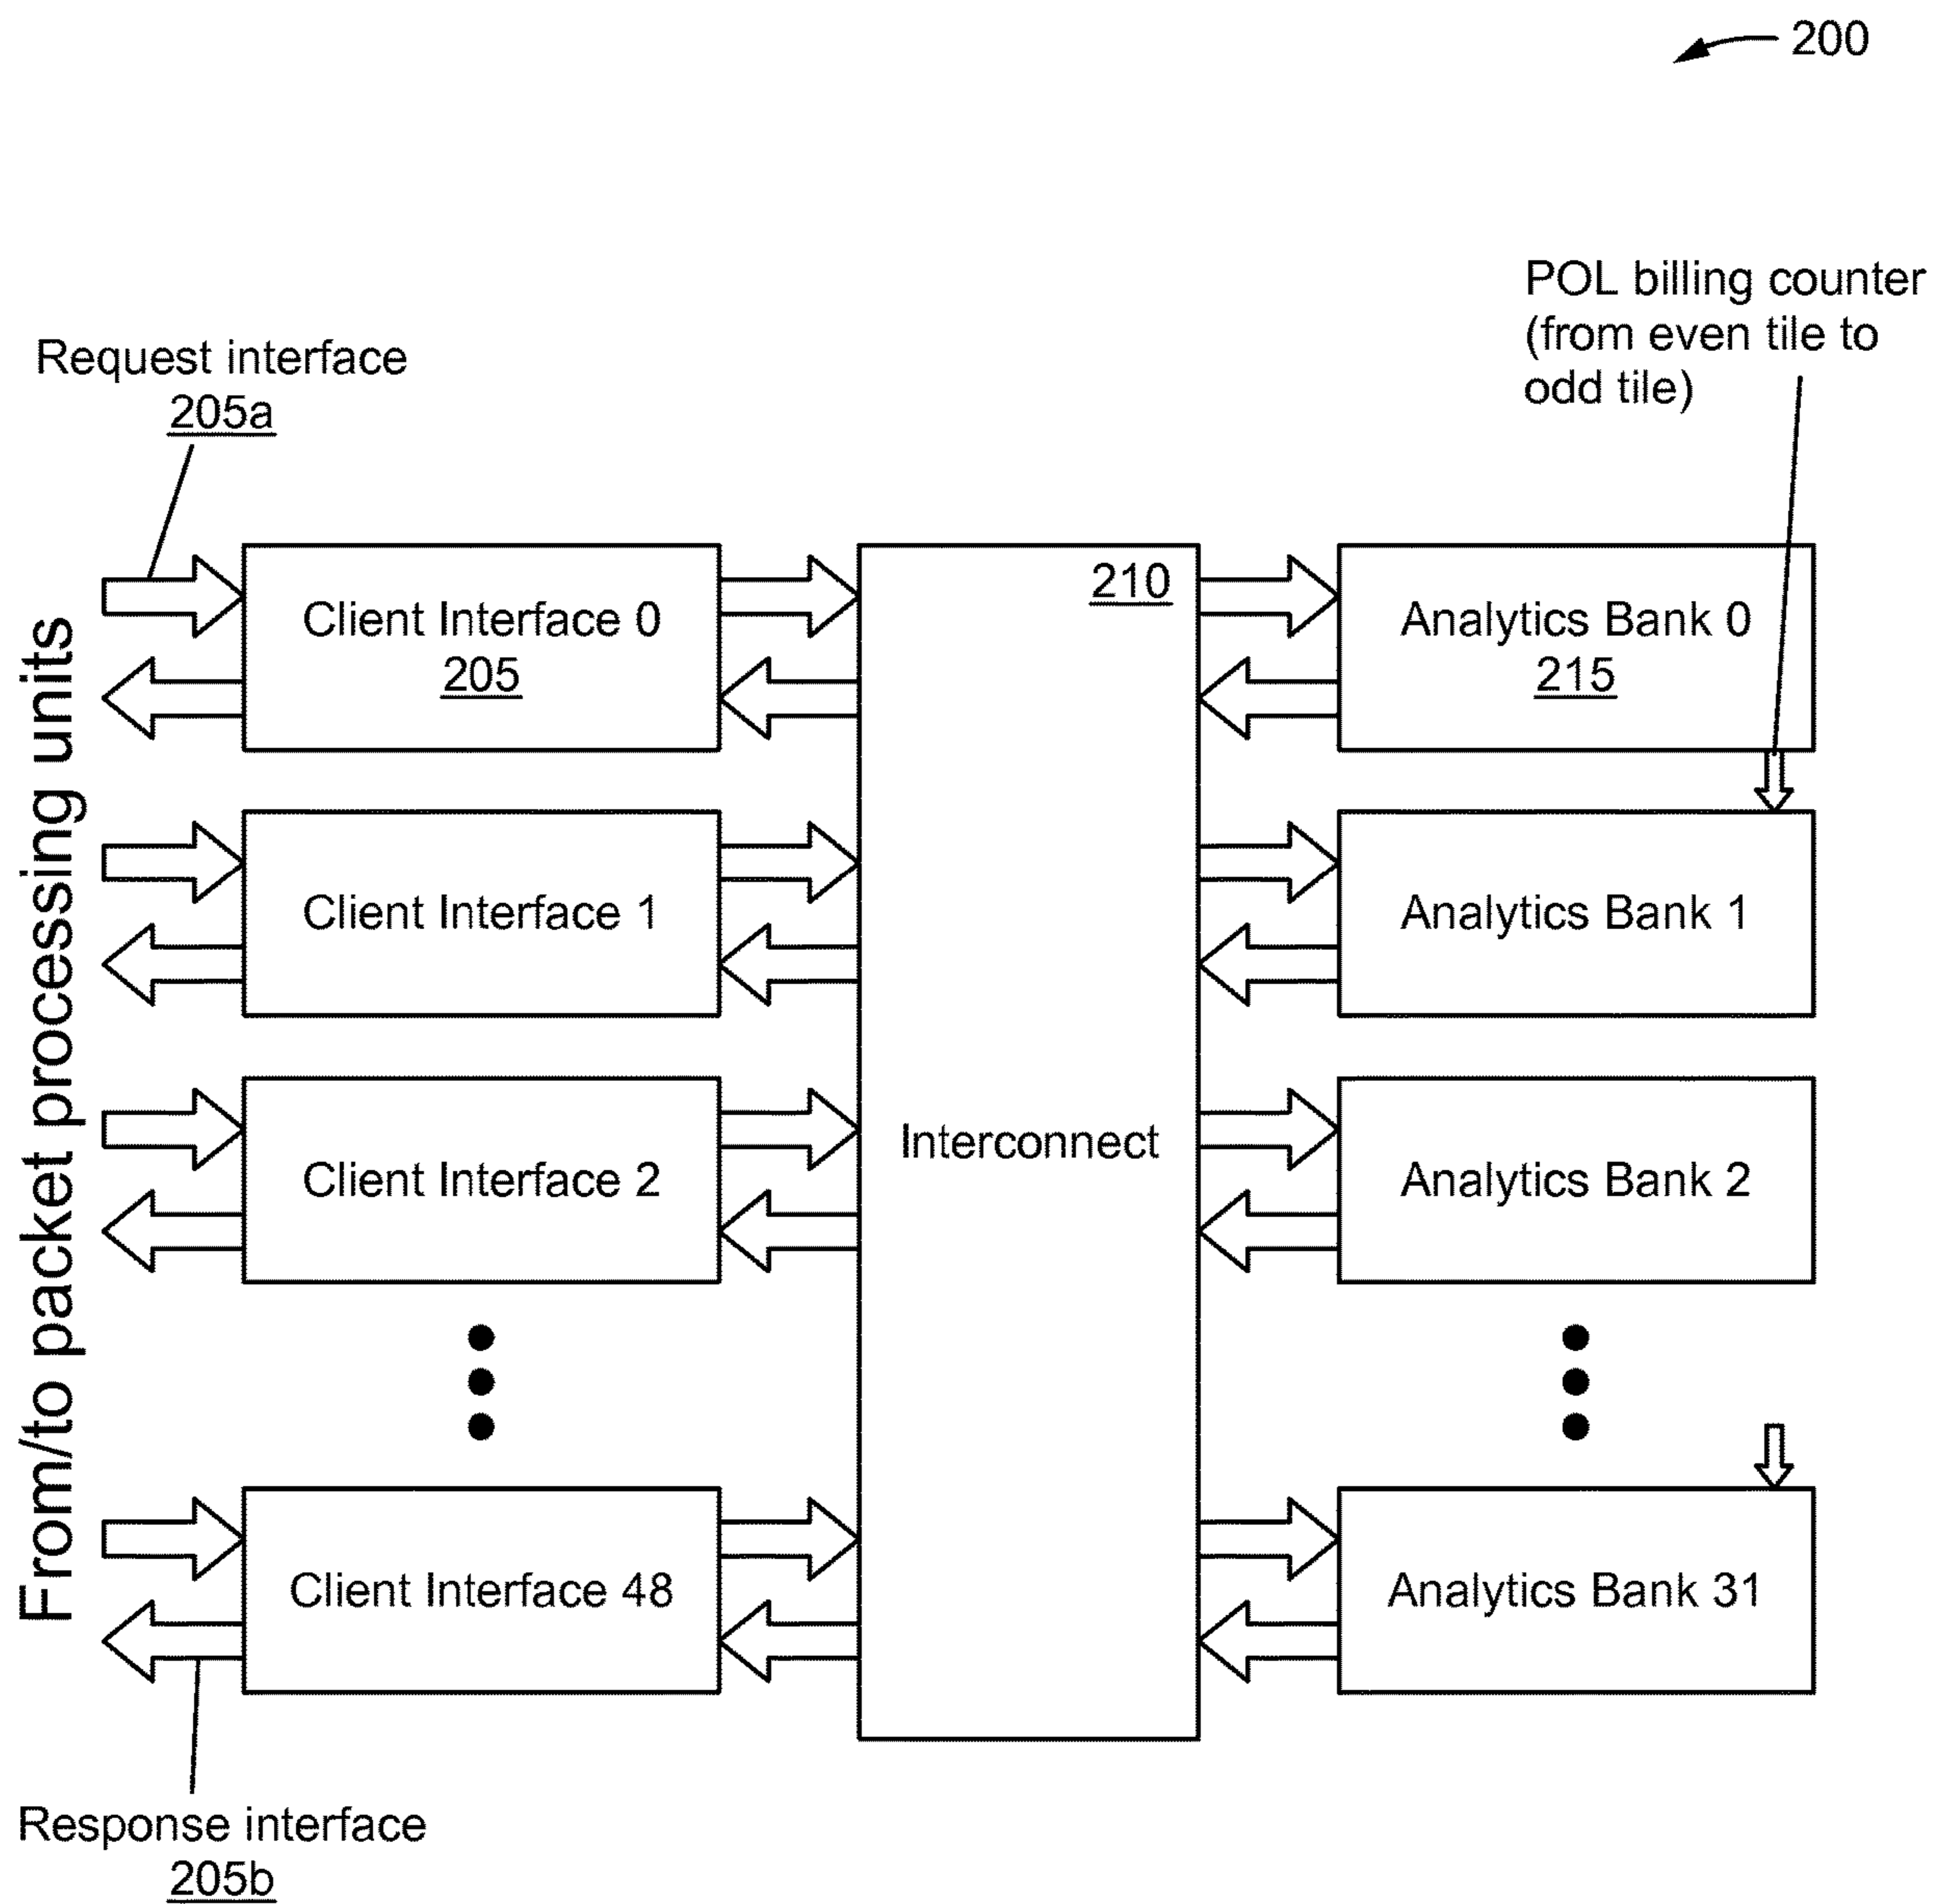 200
POL billing counter
(from even tile to
odd tile)
Request interface
205a
From/to packet processing units
Client Interface 0
205
210
Analytics Bank 0
215
Client Interface 1
Analytics Bank 1
Interconnect
Client Interface 2
Analytics Bank 2
Client Interface 48
Analytics Bank 31
Response interface
205b